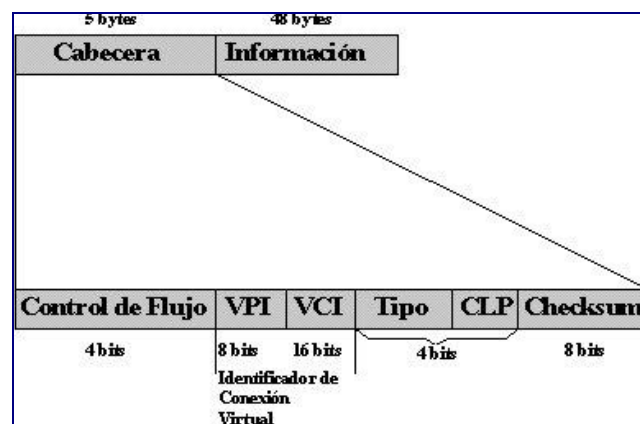 5 bytes 48 bytes
Cabecera Información
Control de Flujo VPI VCI Tipo CLP Checksum
4 bits 8 bits 16 bits 4 bits 8 bits
Identificador de
Conexión
Virtual